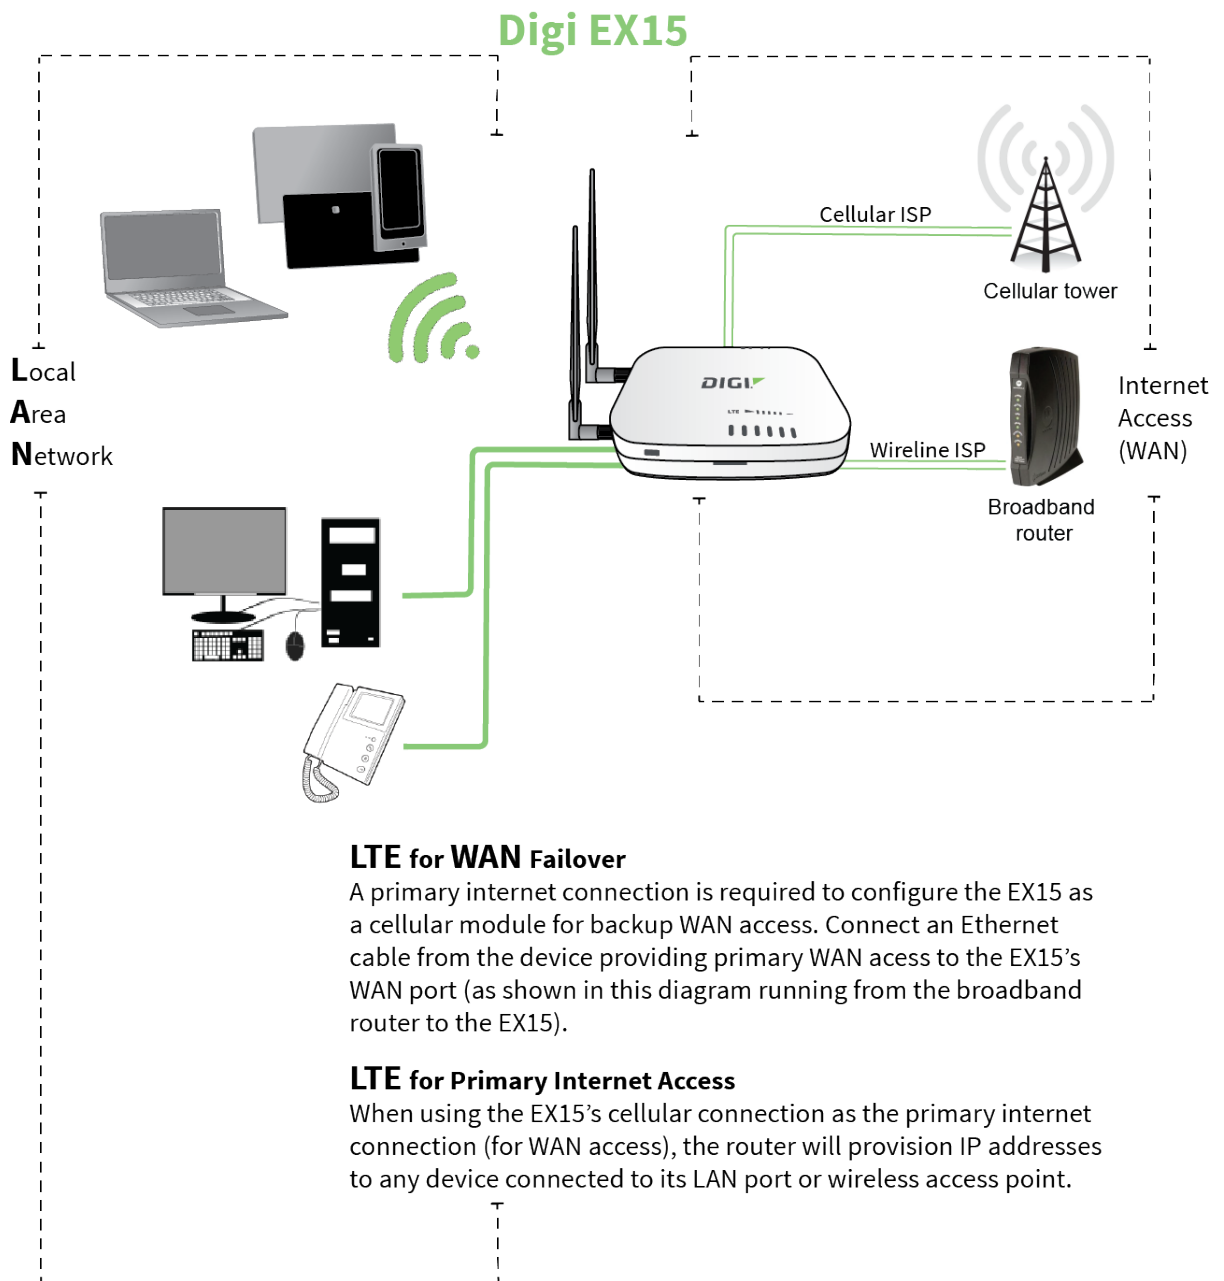 Digi EX15
Cellular ISP
Cellular tower
Local
Area
Network
DIGI
LTE
Internet
Access
(WAN)
Wireline ISP
Broadband
router
LTE for WAN Failover
A primary internet connection is required to configure the EX15 as
a cellular module for backup WAN access. Connect an Ethernet
cable from the device providing primary WAN acess to the EX15’s
WAN port (as shown in this diagram running from the broadband
router to the EX15).
LTE for Primary Internet Access
When using the EX15’s cellular connection as the primary internet
connection (for WAN access), the router will provision IP addresses
to any device connected to its LAN port or wireless access point.